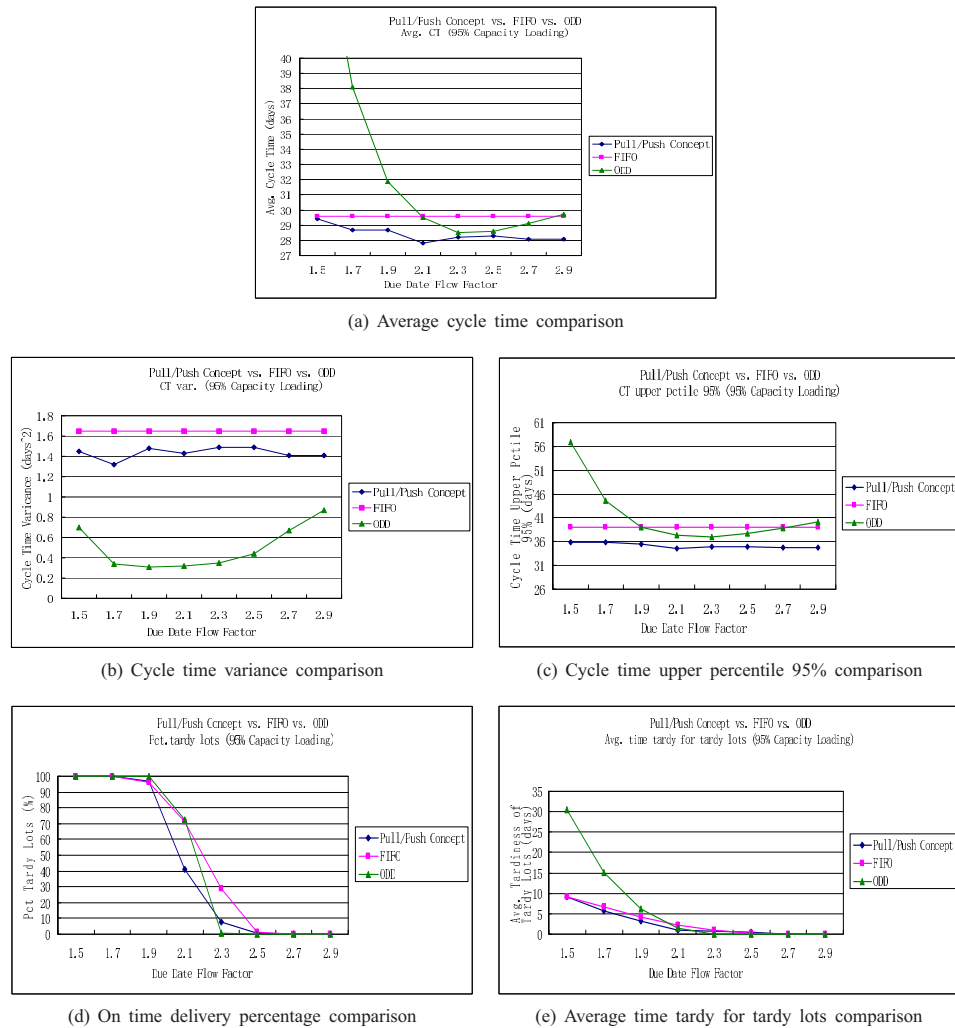 Pull/Push Concept vs. FIFO vs. ODD
Avg. CT (95% Capacity Loading)
Avg. Cycle Time (days)
40
39
38
37
36
35
34
33
32
31
30
29
28
27
1.5 1.7 1.9 2.1 2.3 2.5 2.7 2.9
Due Date Flow Factor
Pull/Push Concept
FIFO
ODD
(a) Average cycle time comparison
Pull/Push Concept vs. FIFO vs. ODD
CT var. (95% Capacity Loading)
Cycle Time Varicance (days^2)
1.8
1.6
1.4
1.2
1
0.8
0.6
0.4
0.2
0
1.5 1.7 1.9 2.1 2.3 2.5 2.7 2.9
Due Date Flow Factor
Pull/Push Concept
FIFO
ODD
(b) Cycle time variance comparison
Pull/Push Concept vs. FIFO vs. ODD
CT upper pctile 95% (95% Capacity Loading)
Cycle Time Upper Pctile
95% (days)
61
56
51
46
41
36
31
26
1.5 1.7 1.9 2.1 2.3 2.5 2.7 2.9
Due Date Flow Factor
Pull/Push Concept
FIFO
ODD
(c) Cycle time upper percentile 95% comparison
Pull/Push Concept vs. FIFO vs. ODD
Pct.tardy lots (95% Capacity Loading)
Pct Tardy Lots (%)
100
90
80
70
60
50
40
30
20
10
0
1.5 1.7 1.9 2.1 2.3 2.5 2.7 2.9
Due Date Flow Factor
Pull/Push Concept
FIFO
ODD
(d) On time delivery percentage comparison
Pull/Push Concept vs. FIFO vs. ODD
Avg. time tardy for tardy lots (95% Capacity Loading)
Avg. Tardiness of
Tardy Lots (days)
35
30
25
20
15
10
5
0
1.5 1.7 1.9 2.1 2.3 2.5 2.7 2.9
Due Date Flow Factor
Pull/Push Concept
FIFO
ODD
(e) Average time tardy for tardy lots comparison